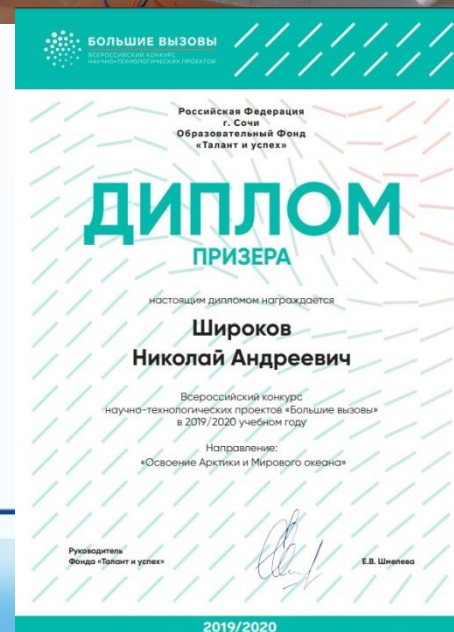 БОЛЬШИЕ ВЫЗОВЫ
ВСЕРОССИЙСКИЙ КОНКУРС
НАУЧНО-ТЕХНОЛОГИЧЕСКИХ ПРОЕКТОВ
Российская Федерация
г. Сочи
Образовательный Фонд
«Талант и успех»
ДИПЛОМ
ПРИЗЕРА
настоящим дипломом награждается
Широков
Николай Андреевич
Всероссийский конкурс
научно-технологических проектов «Большие вызовы»
в 2019/2020 учебном году
Направление:
«Освоение Арктики и Мирового океана»
Руководитель
Фонда «Талант и успех»
Е.В. Шмелева
2019/2020